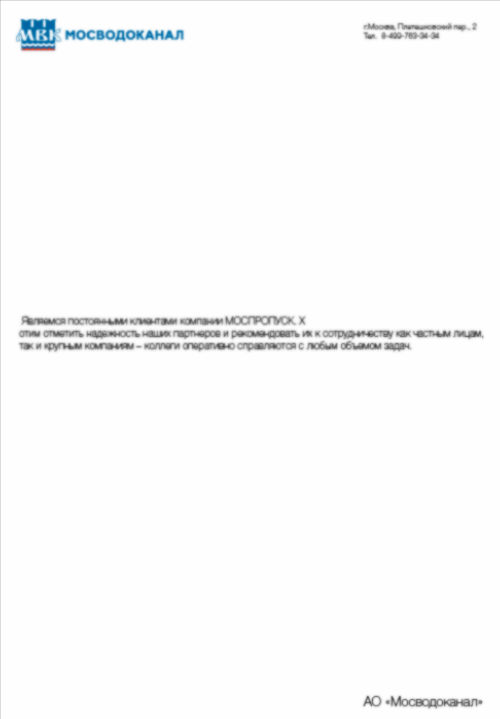 МВК МОСВОДОКАНАЛ
г.Москва, Плетешковский пер., 2
Тел. 8-499-763-34-34
Являемся постоянными клиентами компании МОСПРОПУСК. Х
отим отметить надежность наших партнеров и рекомендовать их к сотрудничеству как частным лицам,
так и крупным компаниям – коллеги оперативно справляются с любым объемом задач.
АО «Мосводоканал»